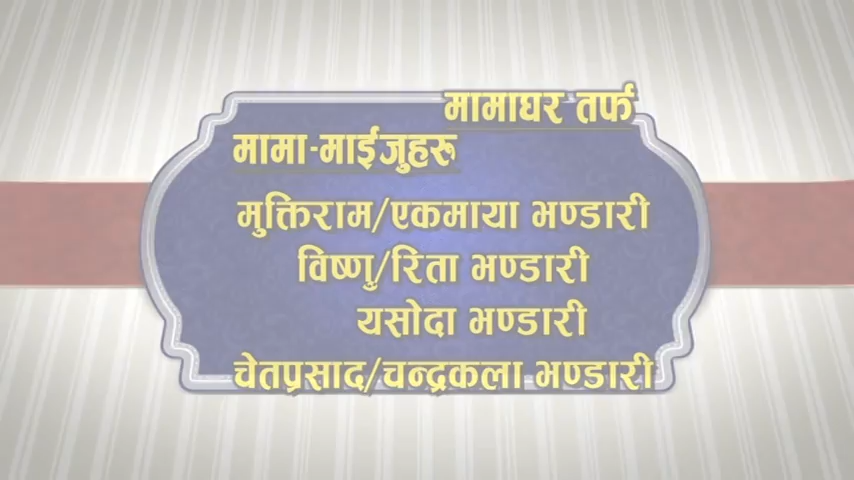 मामाघर तर्फ
मामा-माईजुहरू
मुक्तिराम/एकमाया भण्डारी
विष्णु/रिता भण्डारी
यसोदा भण्डारी
चेतप्रसाद/चन्द्रकला भण्डारी